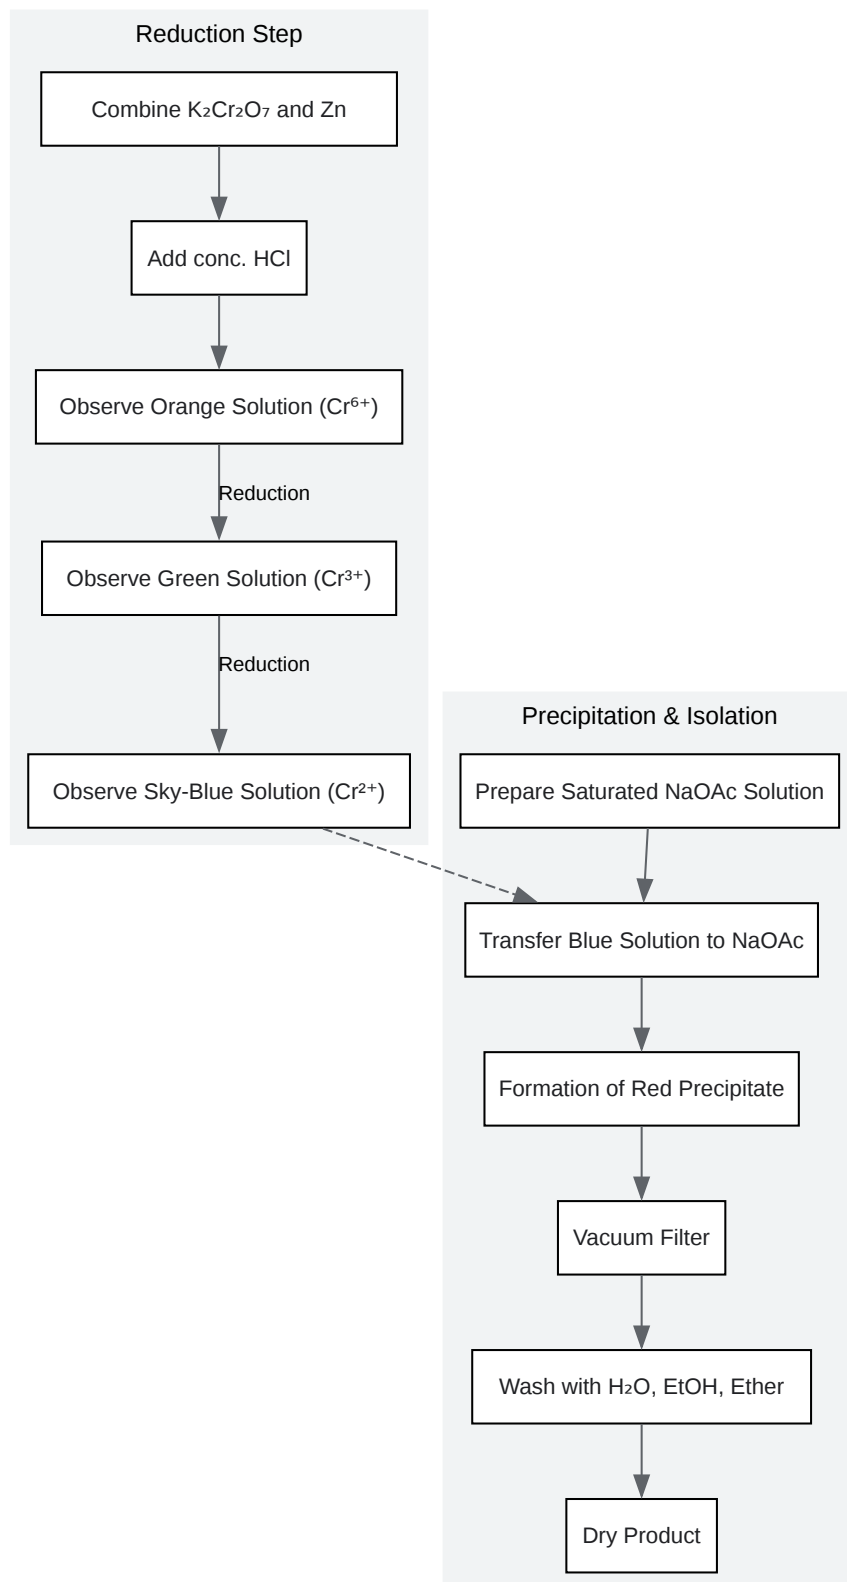 Reduction Step
Combine K₂Cr₂O₇ and Zn
Add conc. HCl
Observe Orange Solution (Cr⁶⁺)
Reduction
Observe Green Solution (Cr³⁺)
Reduction
Observe Sky-Blue Solution (Cr²⁺)
Precipitation & Isolation
Prepare Saturated NaOAc Solution
Transfer Blue Solution to NaOAc
Formation of Red Precipitate
Vacuum Filter
Wash with H₂O, EtOH, Ether
Dry Product